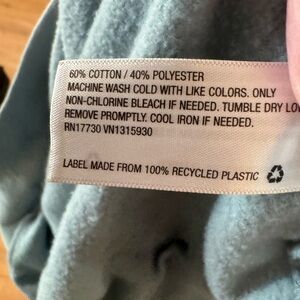 60% COTTON / 40% POLYESTER
MACHINE WASH COLD WITH LIKE COLORS. ONLY
NON-CHLORINE BLEACH IF NEEDED. TUMBLE DRY LOW
REMOVE PROMPTLY. COOL IRON IF NEEDED.
RN17730 VN1315930
LABEL MADE FROM 100% RECYCLED PLASTIC